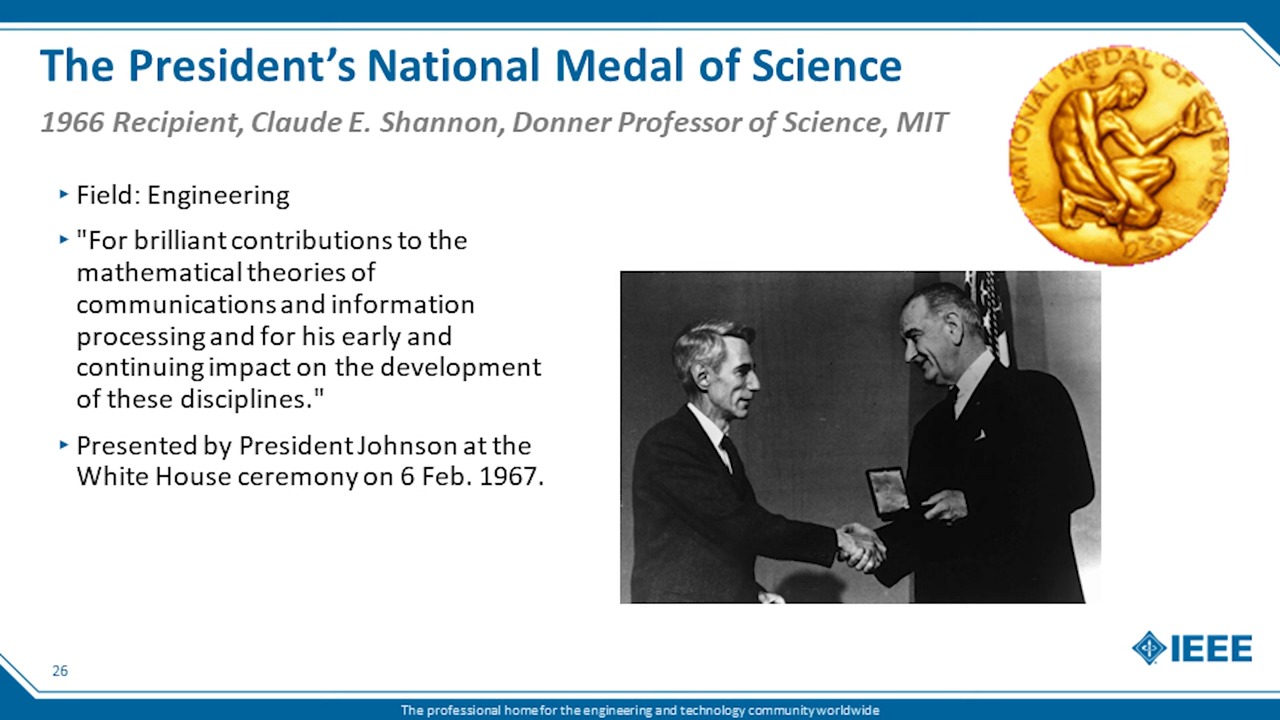 The President's National Medal of Science
1966 Recipient, Claude E. Shannon, Donner Professor of Science, MIT
NATIONAL MEDAL OF SCIENCE
▸ Field: Engineering
▸ "For brilliant contributions to the
mathematical theories of
communications and information
processing and for his early and
continuing impact on the development
of these disciplines."
▸ Presented by President Johnson at the
White House ceremony on 6 Feb. 1967.
IEEE
26
The professional home for the engineering and technology community worldwide